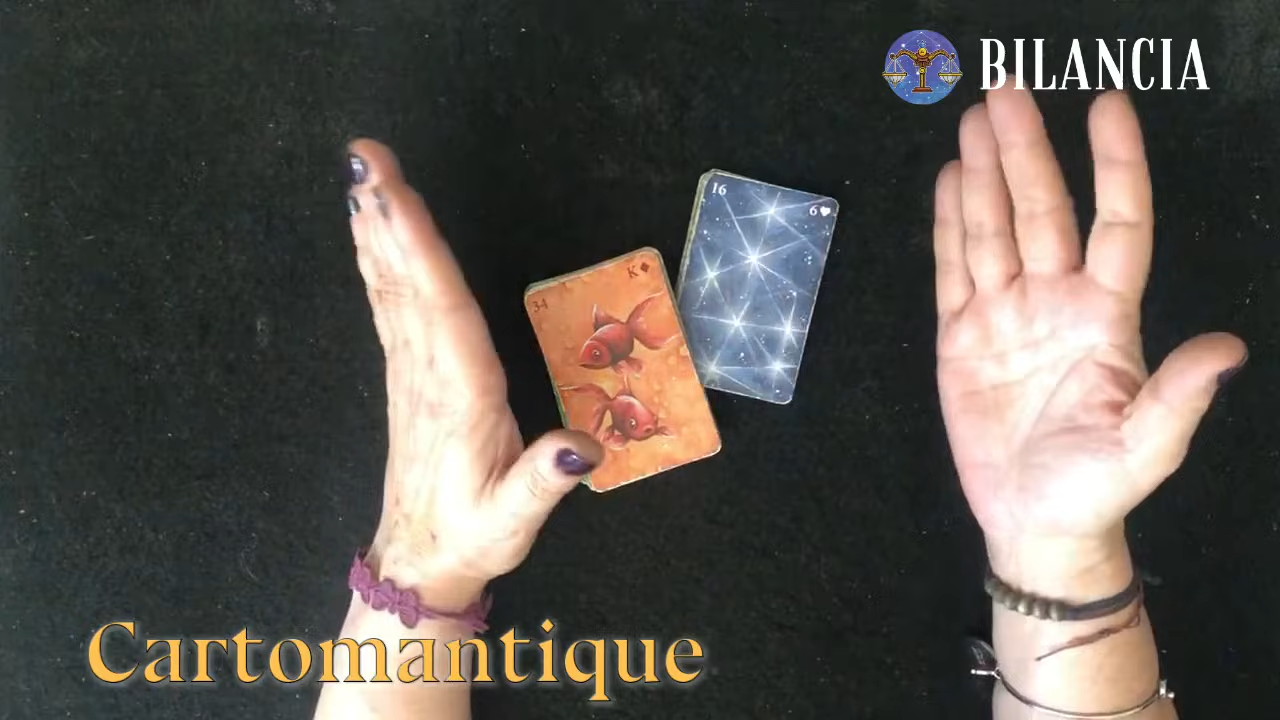 BILANCIA
16
6♥
34
K♦
Cartomantique